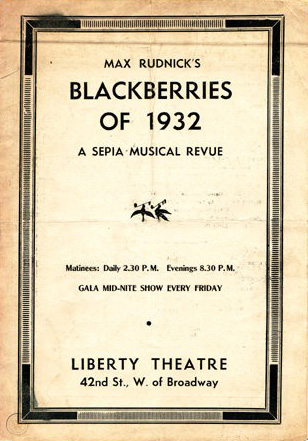 MAX RUDNICK'S
BLACKBERRIES
OF 1932
A SEPIA MUSICAL REVUE
Matinees: Daily 2.30 P.M. Evenings 8.30 P.M.
GALA MID-NITE SHOW EVERY FRIDAY
LIBERTY THEATRE
42nd St., W. of Broadway